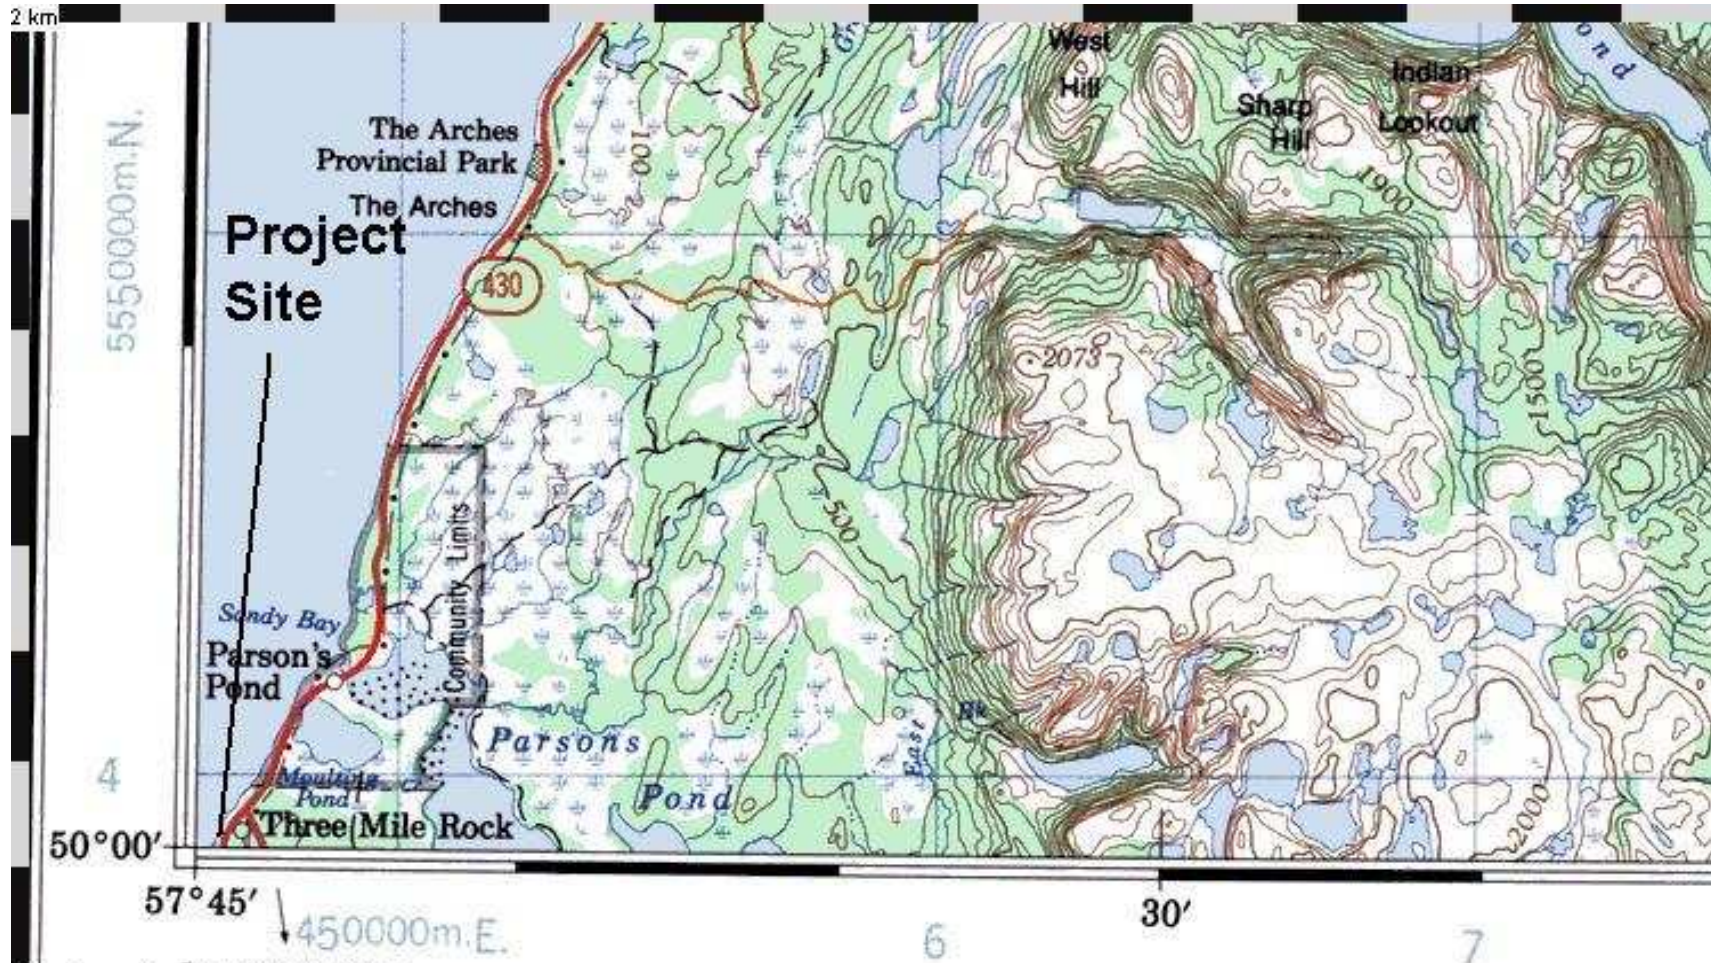 2 km
West
Hill
Indian
Lookout
Sharp
Hill
ond
The Arches
Provincial Park
The Arches
1100
1900
5550000m.N.
Project
Site
430
2073
1500
500
Community Limits
Sandy Bay
Parson's
Pond
Parsons
Pond
East
Bk
4
Moulting
Pond
Three Mile Rock
2000
50°00'
57°45'
30'
450000m.E.
6
7